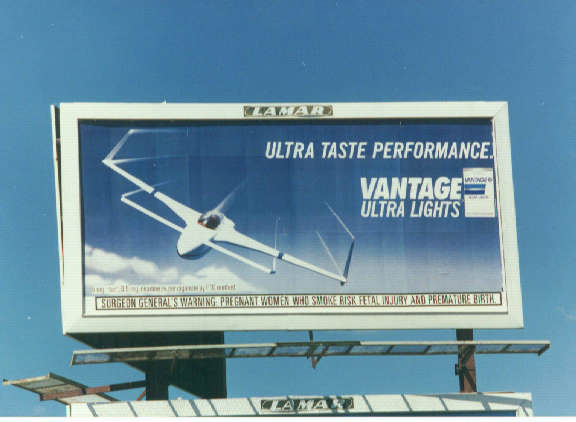 LAMAR
ULTRA TASTE PERFORMANCE.
VANTAGE
ULTRA LIGHTS
VANTAGE
SURGEON GENERAL'S WARNING: PREGNANT WOMEN WHO SMOKE RISK FETAL INJURY AND PREMATURE BIRTH.
LAMAR